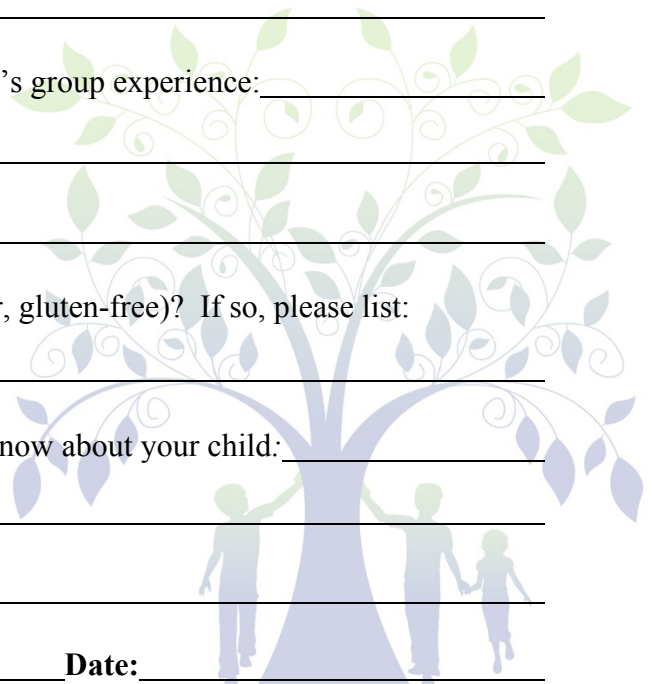 ’s group experience:
, gluten-free)? If so, please list:
now about your child:
Date: